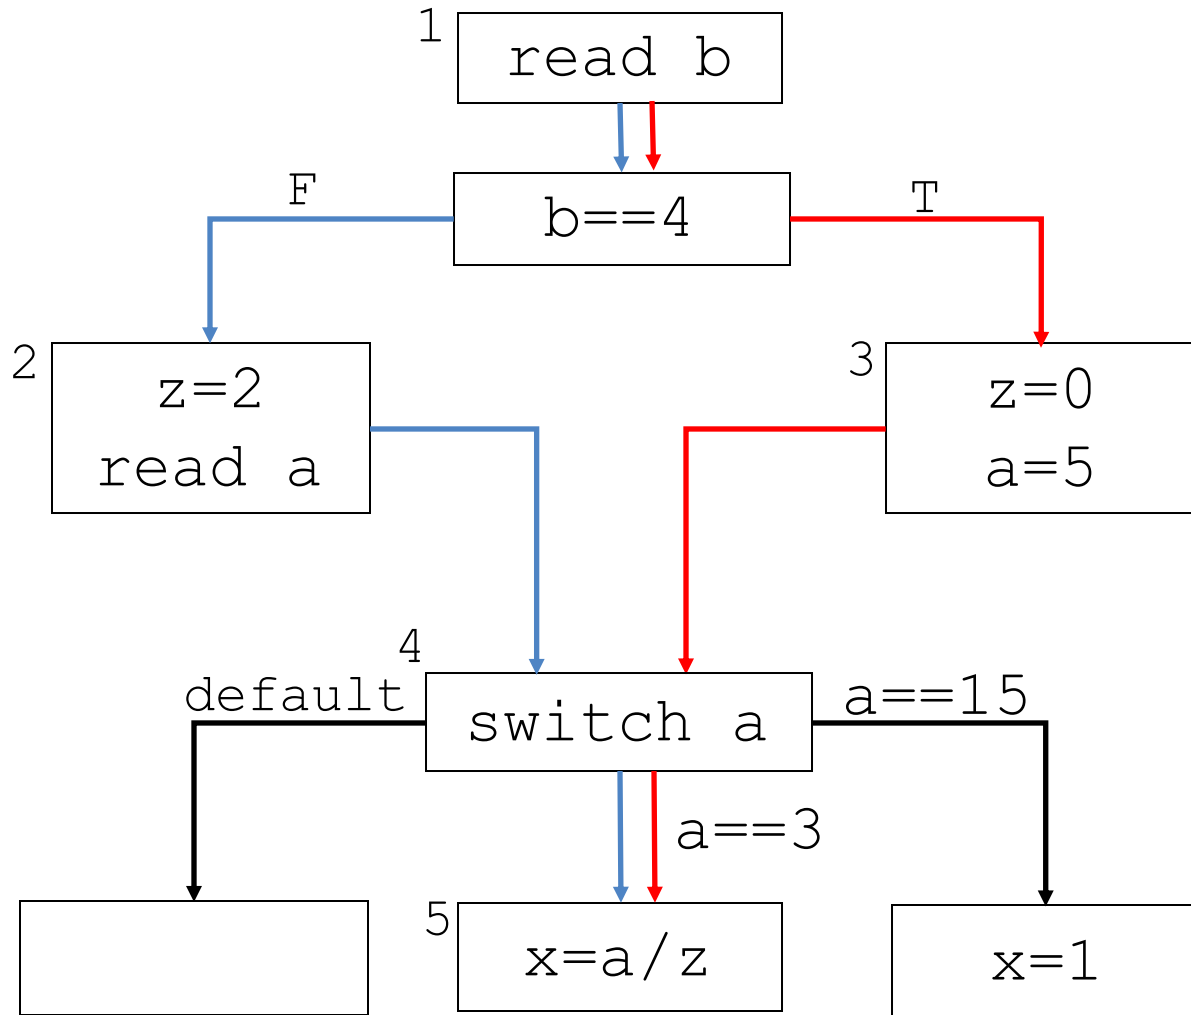 1
read b
F
b==4
T
2
z=2
read a
3
z=0
a=5
4
default
switch a
a==15
a==3
5
x=a/z
x=1